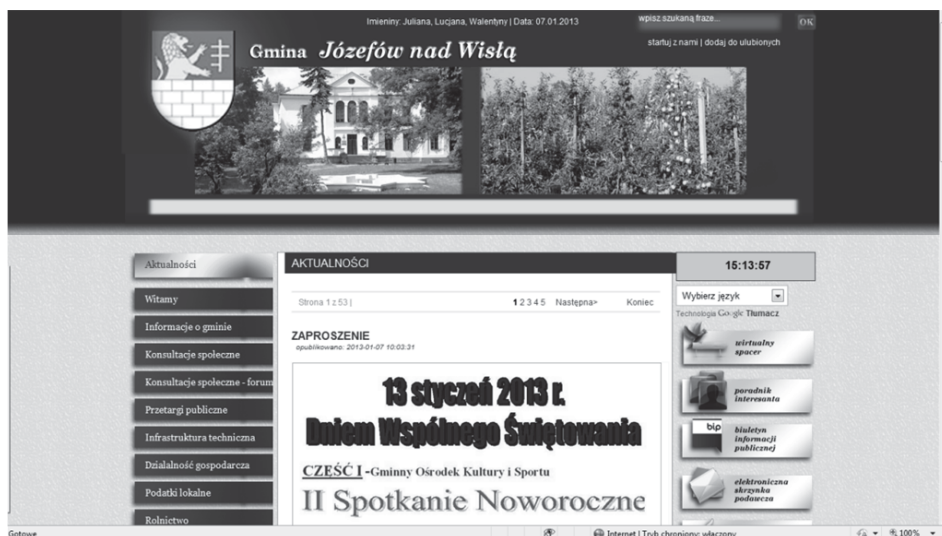 Imieniny: Juliana, Lucjana, Walentyny | Data: 07.01.2013
wpisz szukaną frazę...
OK
startuj z nami | dodaj do ulubionych
Gmina Józefów nad Wisłą
Aktualności
Witamy
Informacje o gminie
Konsultacje społeczne
Konsultacje społeczne - forum
Przetargi publiczne
Infrastruktura techniczna
Działalność gospodarcza
Podatki lokalne
Rolnictwo
AKTUALNOŚCI
Strona 1 z 53 |
1 2 3 4 5 Następna> Koniec
ZAPROSZENIE
opublikowano: 2013-01-07 10:03:31
13 styczeń 2013 r.
Dniem Wspólnego Świętowania
CZEŚĆ I -Gminny Ośrodek Kultury i Sportu
II Spotkanie Noworoczne
15:13:57
Wybierz język
Technologia Google Tłumacz
wirtualny
spacer
poradnik
interesanta
bip
biuletyn
informacji
publicznej
elektroniczna
skrzynka
podawcza
Gotowe
Internet | Tryb chroniony: włączony
100%